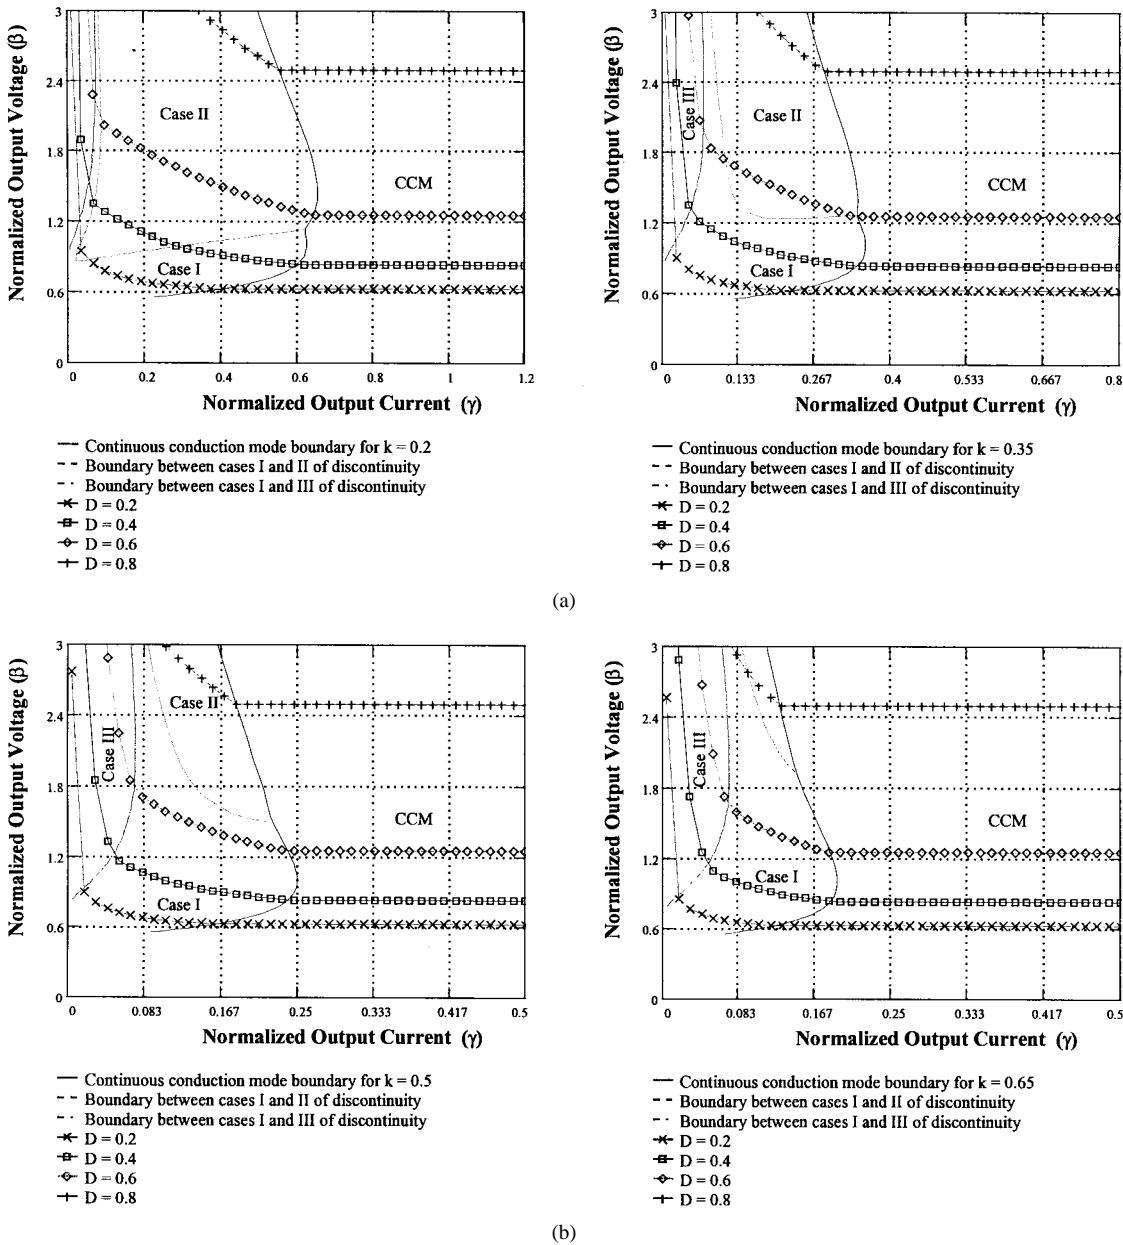 Normalized Output Voltage (β)
3
2.4
1.8
1.2
0.6
0
Case II
CCM
Case I
0 0.2 0.4 0.6 0.8 1 1.2
Normalized Output Current (γ)
Continuous conduction mode boundary for k = 0.2
Boundary between cases I and II of discontinuity
Boundary between cases I and III of discontinuity
D = 0.2
D = 0.4
D = 0.6
D = 0.8
Normalized Output Voltage (β)
3
2.4
1.8
1.2
0.6
0
Case III
Case II
CCM
Case I
0 0.133 0.267 0.4 0.533 0.667 0.8
Normalized Output Current (γ)
Continuous conduction mode boundary for k = 0.35
Boundary between cases I and II of discontinuity
Boundary between cases I and III of discontinuity
D = 0.2
D = 0.4
D = 0.6
D = 0.8
(a)
Normalized Output Voltage (β)
3
2.4
1.8
1.2
0.6
0
Case III
Case II
CCM
Case I
0 0.083 0.167 0.25 0.333 0.417 0.5
Normalized Output Current (γ)
Continuous conduction mode boundary for k = 0.5
Boundary between cases I and II of discontinuity
Boundary between cases I and III of discontinuity
D = 0.2
D = 0.4
D = 0.6
D = 0.8
Normalized Output Voltage (β)
3
2.4
1.8
1.2
0.6
0
Case III
CCM
Case I
0 0.083 0.167 0.25 0.333 0.417 0.5
Normalized Output Current (γ)
Continuous conduction mode boundary for k = 0.65
Boundary between cases I and II of discontinuity
Boundary between cases I and III of discontinuity
D = 0.2
D = 0.4
D = 0.6
D = 0.8
(b)